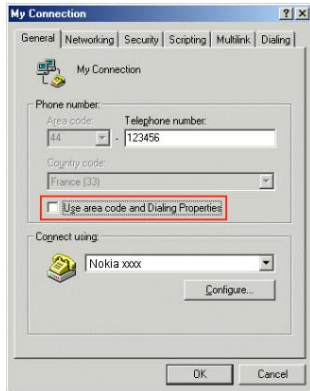 My Connection
General Networking Security Scripting Multilink Dialing
My Connection
Phone number:
Area code: Telephone number:
44 - 123456
Country code:
France (33)
Use area code and Dialing Properties
Connect using:
Nokia xxxx
Configure...
OK Cancel